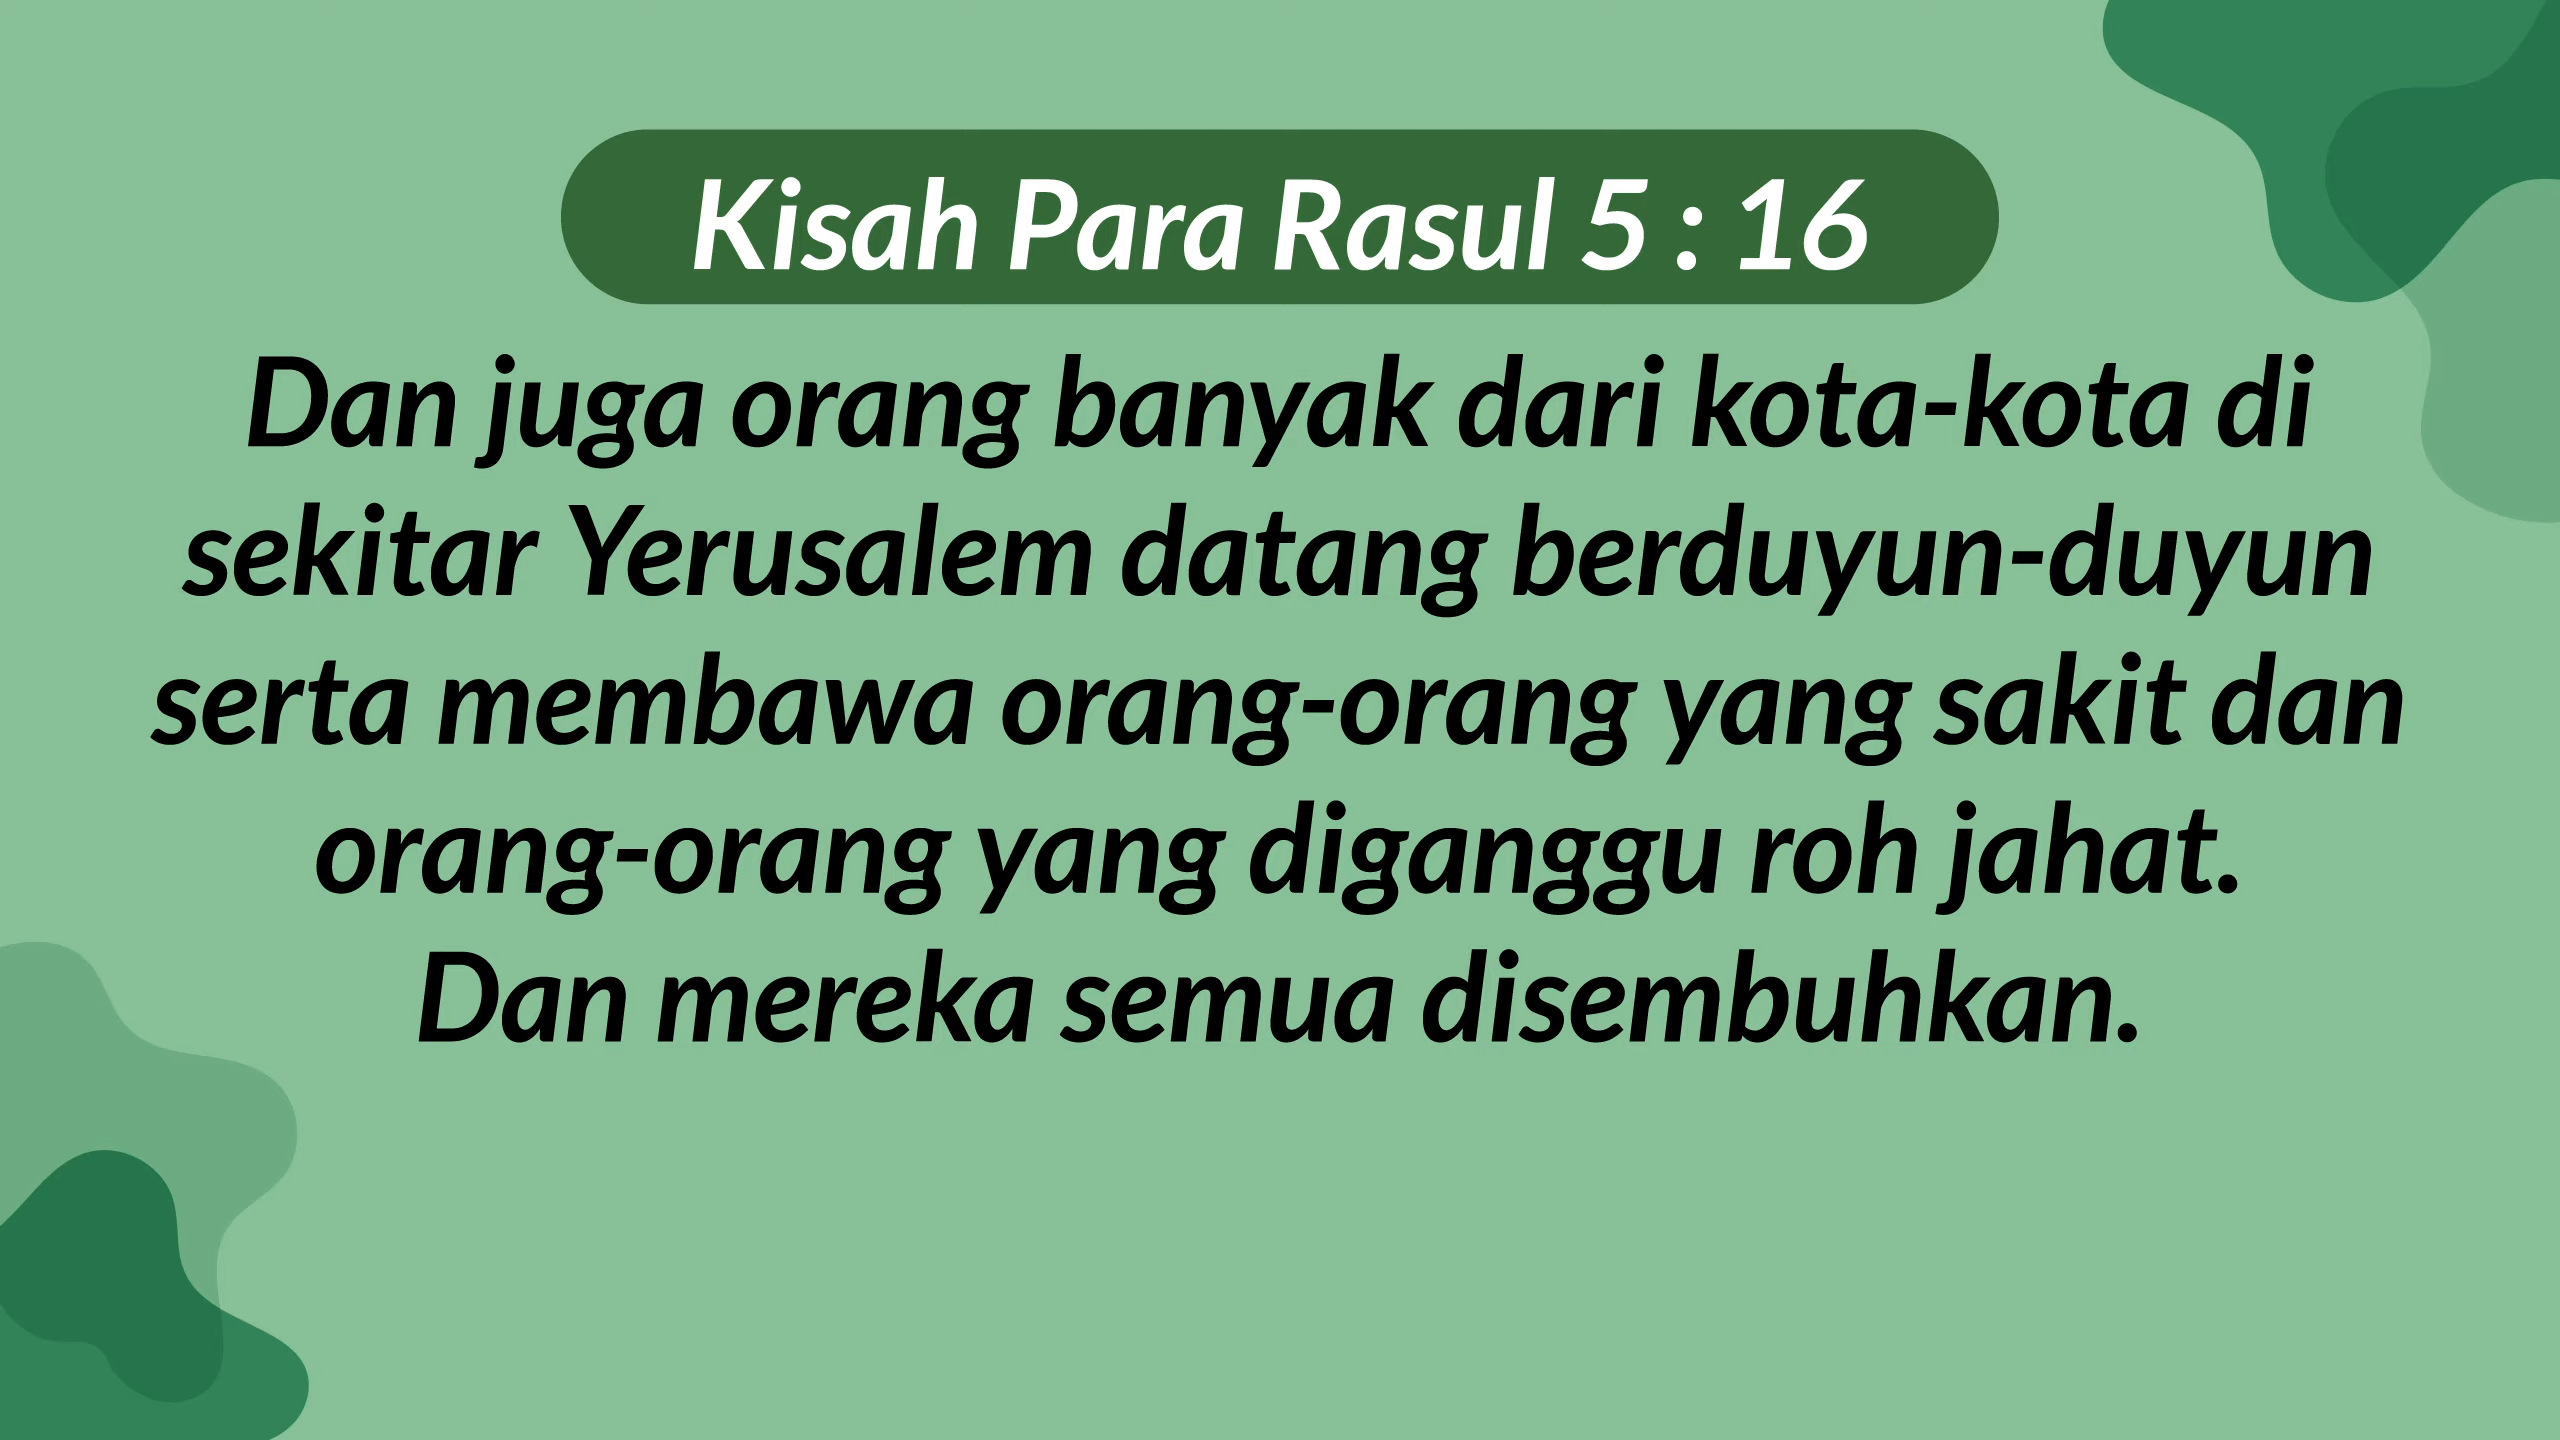 Kisah Para Rasul 5 : 16
Dan juga orang banyak dari kota-kota di
sekitar Yerusalem datang berduyun-duyun
serta membawa orang-orang yang sakit dan
orang-orang yang diganggu roh jahat.
Dan mereka semua disembuhkan.